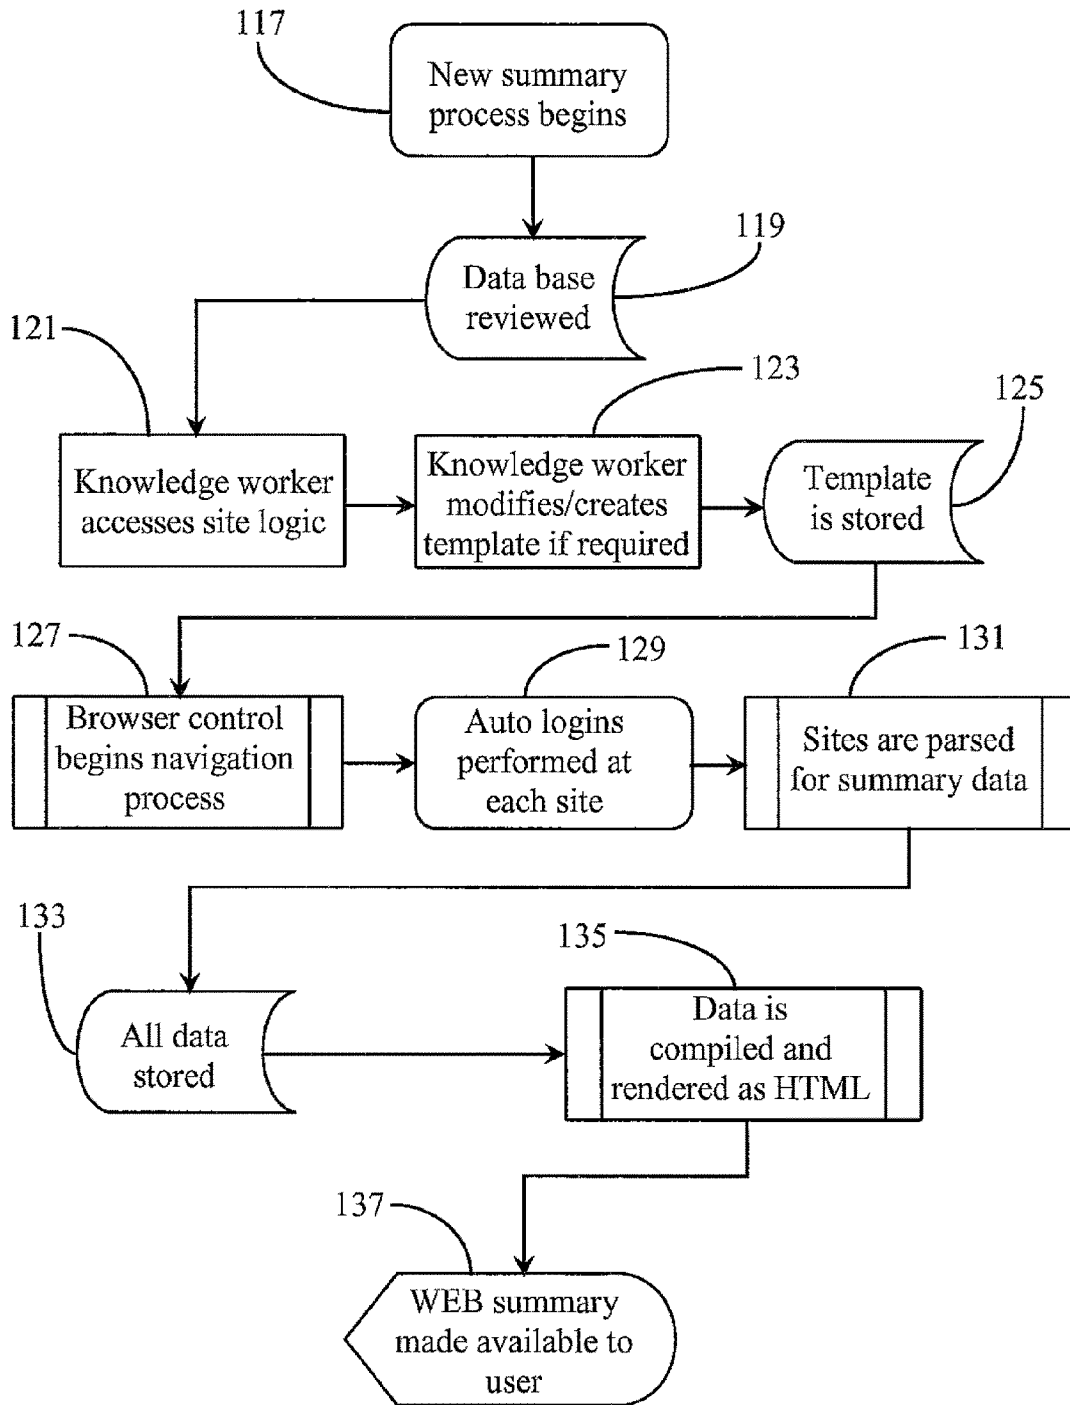 117
New summary
process begins
119
Data base
reviewed
121
123
125
Knowledge worker
accesses site logic
Knowledge worker
modifies/creates
template if required
Template
is stored
127
129
131
Browser control
begins navigation
process
Auto logins
performed at
each site
Sites are parsed
for summary data
133
135
All data
stored
Data is
compiled and
rendered as HTML
137
WEB summary
made available to
user